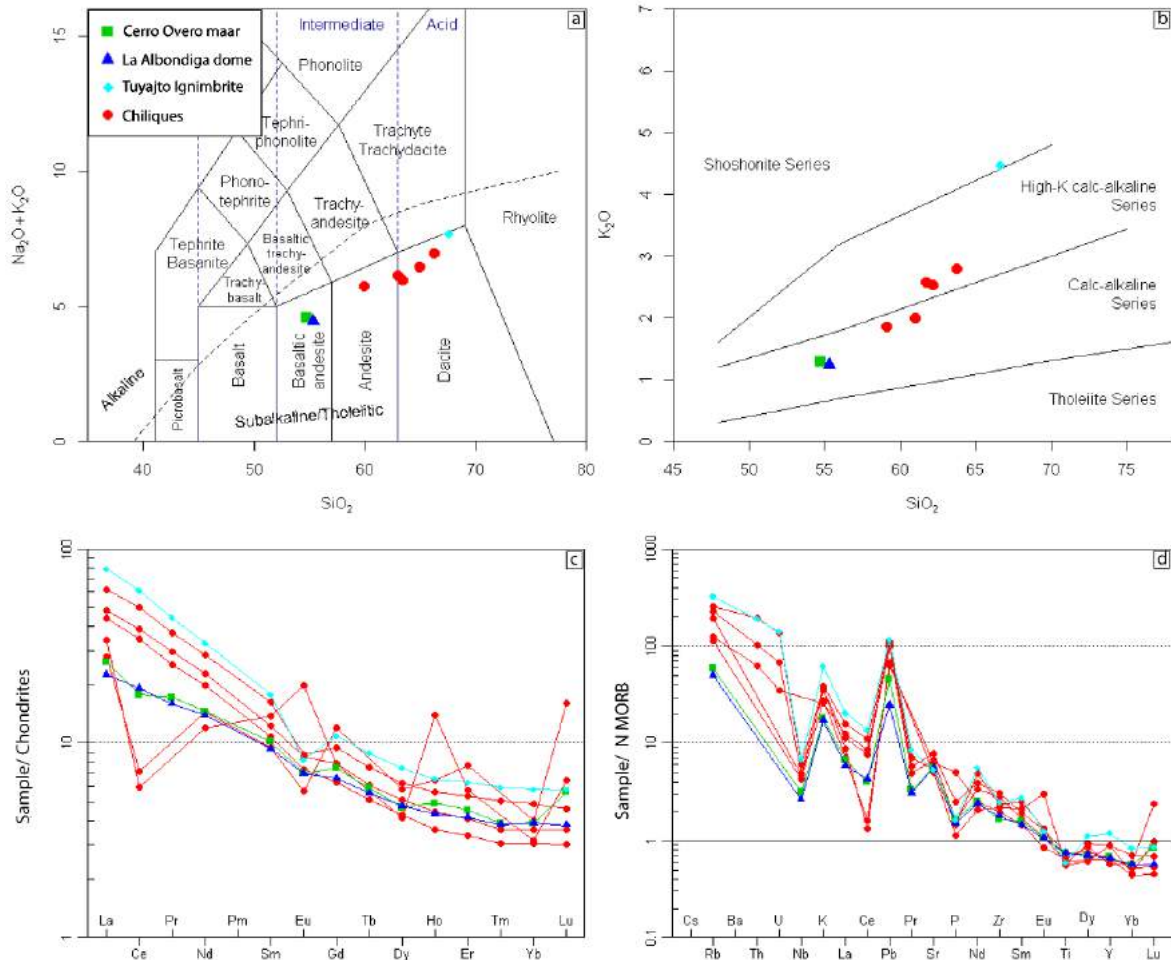 Cerro Overo maar
La Albondiga dome
Tuyajto Ignimbrite
Chiliques
a
Intermediate
Acid
Phonolite
Tephri-
phonolite
Trachyte
Trachydacite
Phono-
tephrite
Trachy-
andesite
Rhyolite
Tephrite
Basanite
Basaltic
trachy-
andesite
Trachy-
basalt
Alkaline
Picrobasalt
Basalt
Basaltic
andesite
Andesite
Dacite
Subalkaline/Tholeiitic
Na₂O+K₂O
0
5
10
15
40
50
60
70
80
SiO₂
b
Shoshonite Series
High-K calc-alkaline
Series
Calc-alkaline
Series
Tholeiite Series
K₂O
0
1
2
3
4
5
6
7
45
50
55
60
65
70
75
SiO₂
c
Sample/ Chondrites
100
10
1
La Pr Pm Eu Tb Ho Tm Lu
Ce Nd Sm Gd Dy Er Yb
d
Sample/ N MORB
1000
100
10
1
0.1
Cs Ba U K Ce Pr P Zr Eu Dy Yb
Rb Th Nb La Pb Sr Nd Sm Ti Y Lu